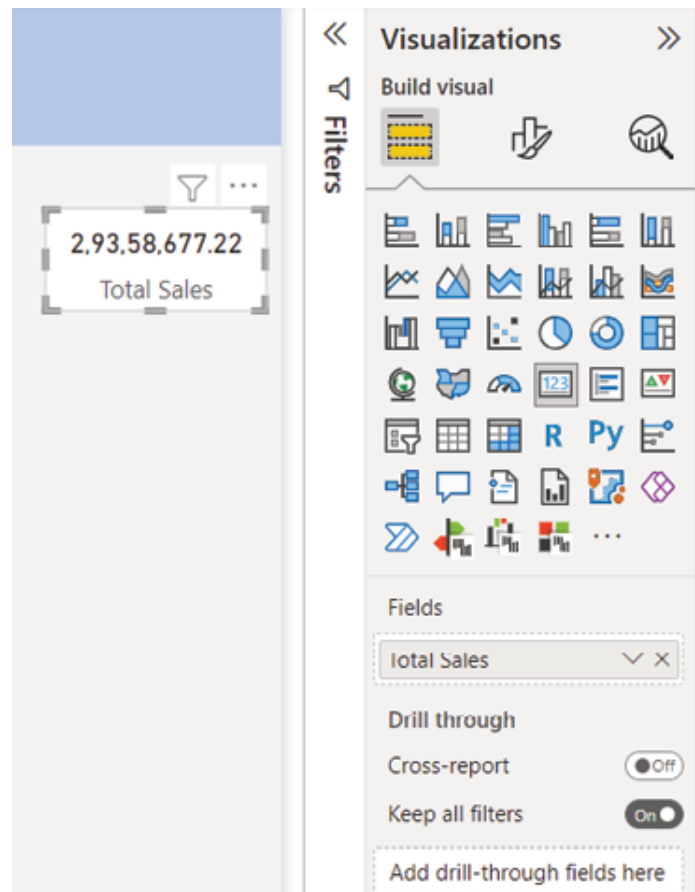 2,93,58,677.22
Total Sales
Filters
Visualizations
Build visual
123
R
Py
Fields
Total Sales
Drill through
Cross-report
Off
Keep all filters
On
Add drill-through fields here